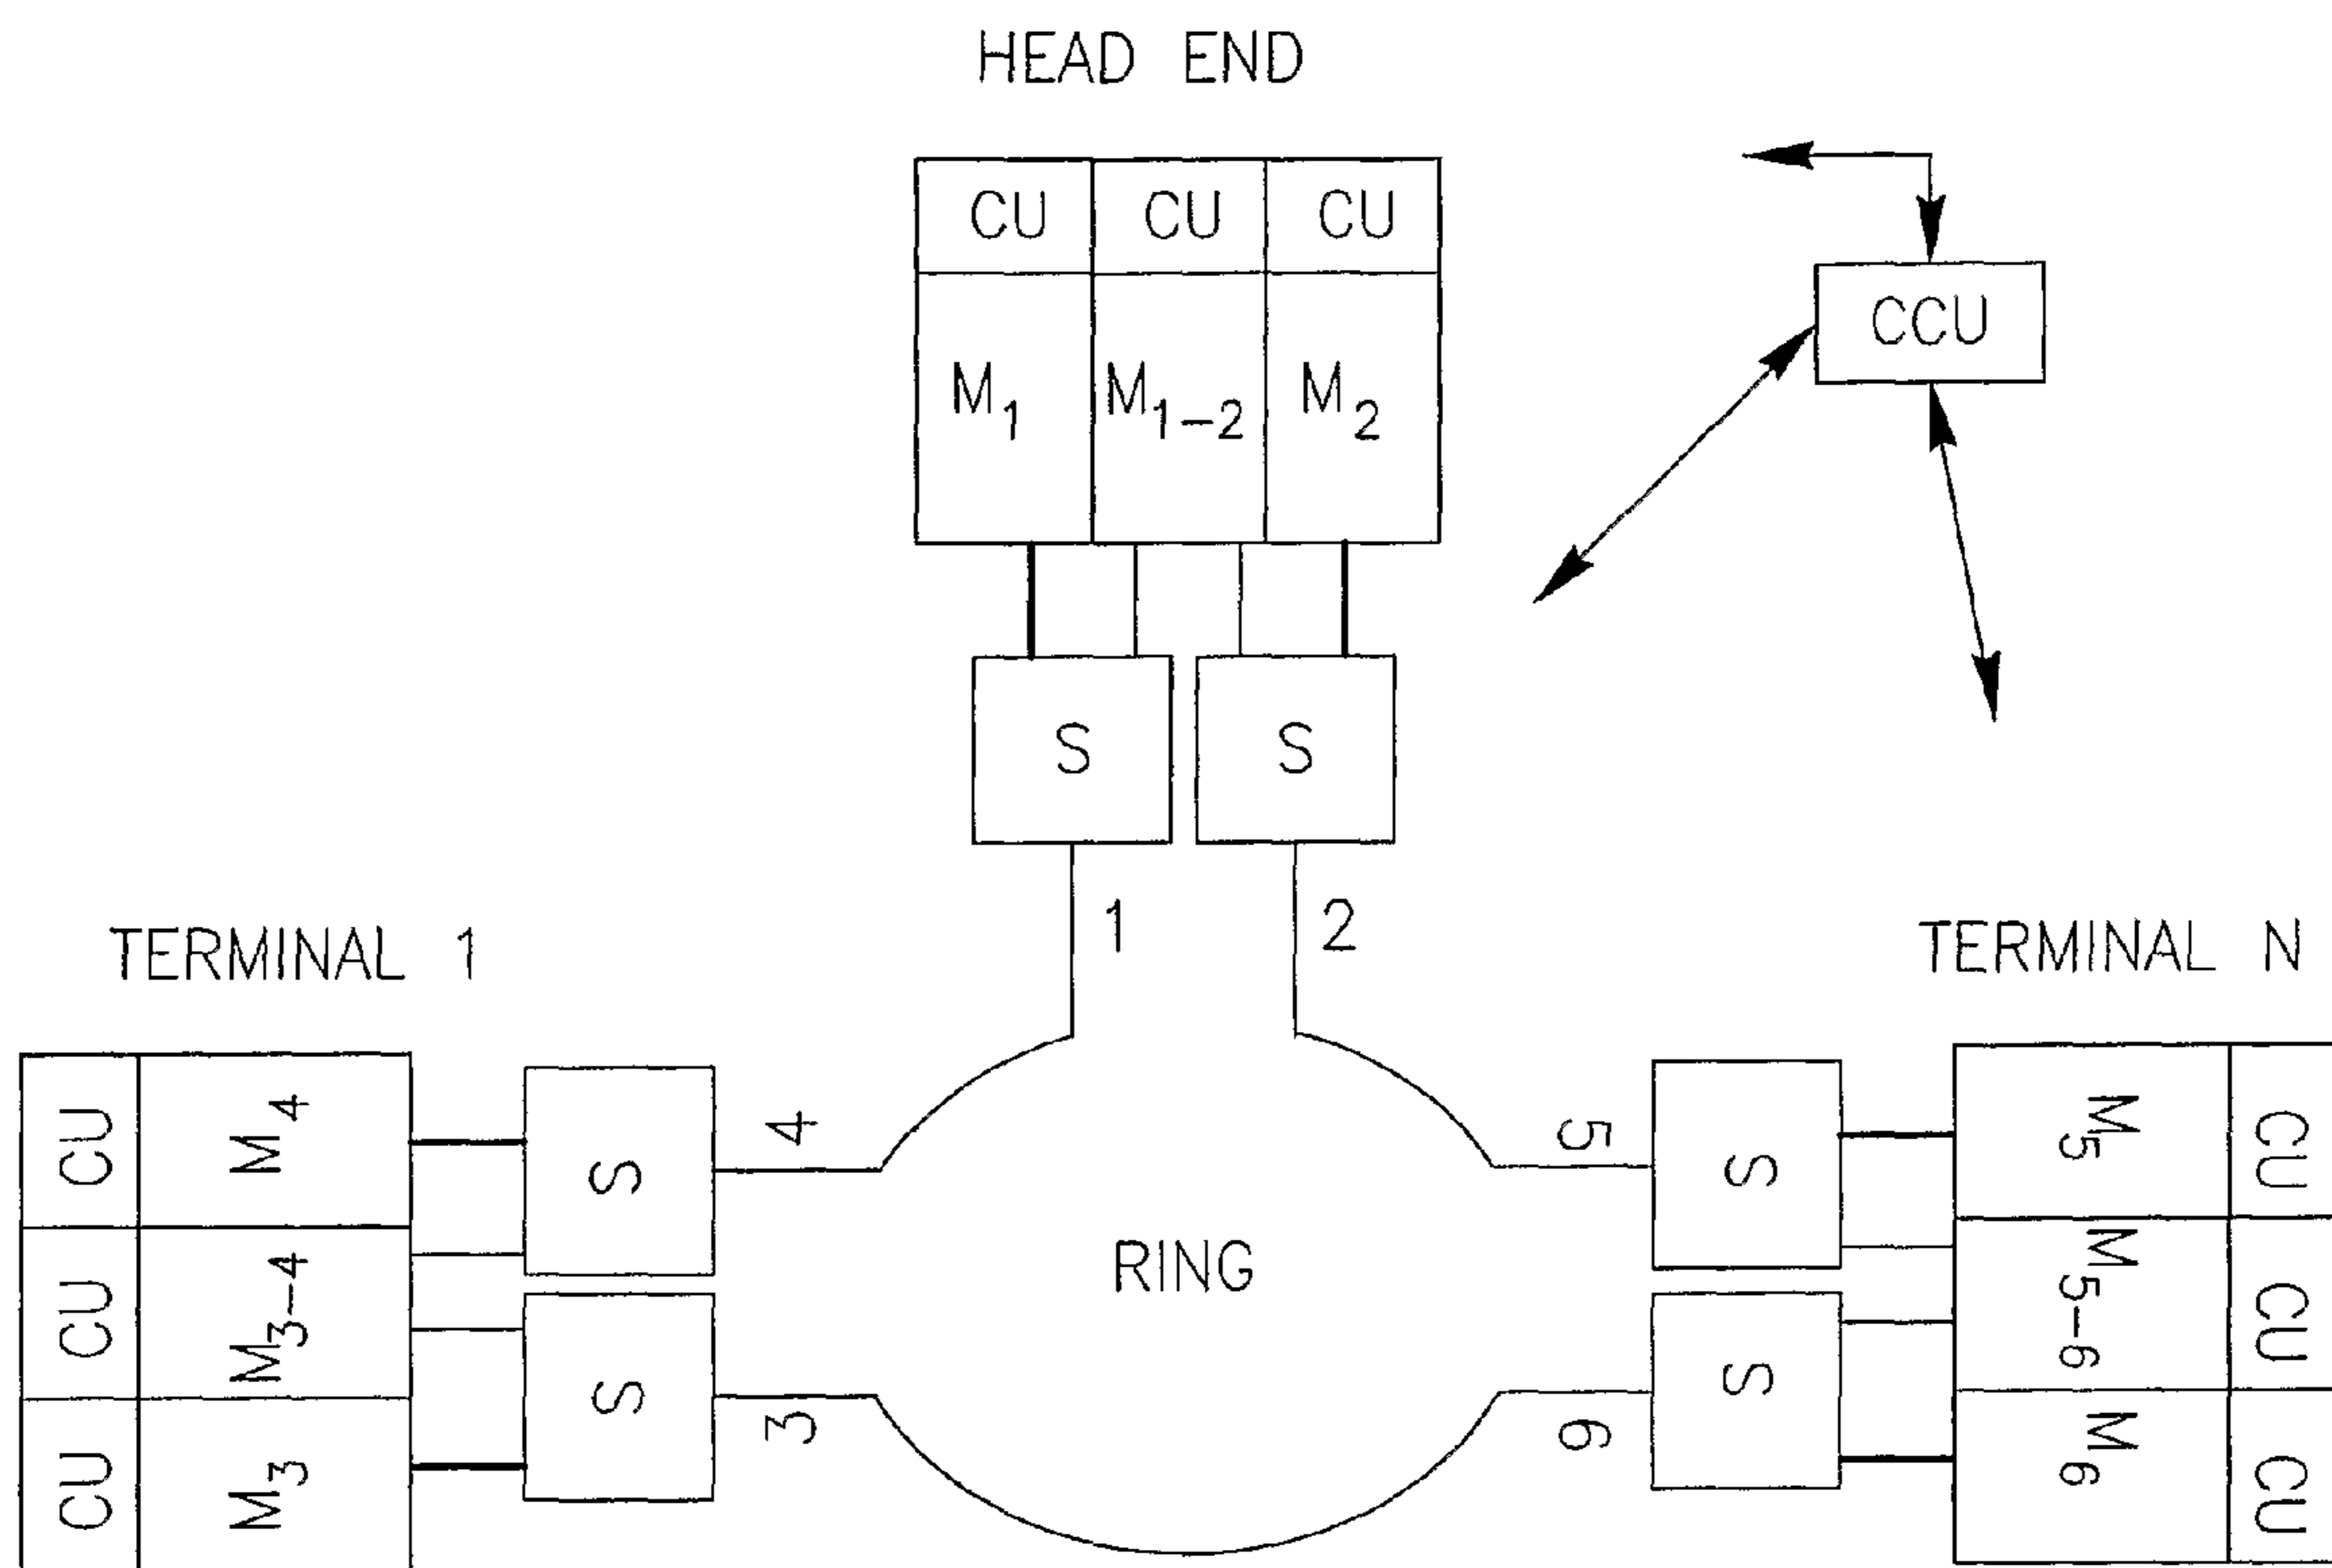 HEAD END
CU CU CU
CCU
M1 M1-2 M2
S S
1 2
TERMINAL 1
TERMINAL N
CU M4 S 4
CU M3-4
CU M3 S 3
RING
5 S M5 CU
M5-6 CU
6 S M6 CU